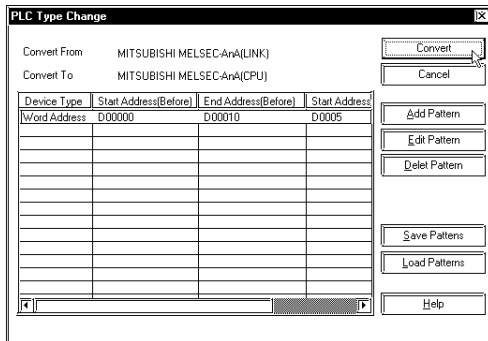 PLC Type Change
Convert From MITSUBISHI MELSEC-AnA(LINK)
Convert To MITSUBISHI MELSEC-AnA(CPU)
Device Type Start Address(Before) End Address(Before) Start Address
Word Address D00000 D00010 D0005
Convert
Cancel
Add Pattern
Edit Pattern
Delet Pattern
Save Pattens
Load Patterns
Help